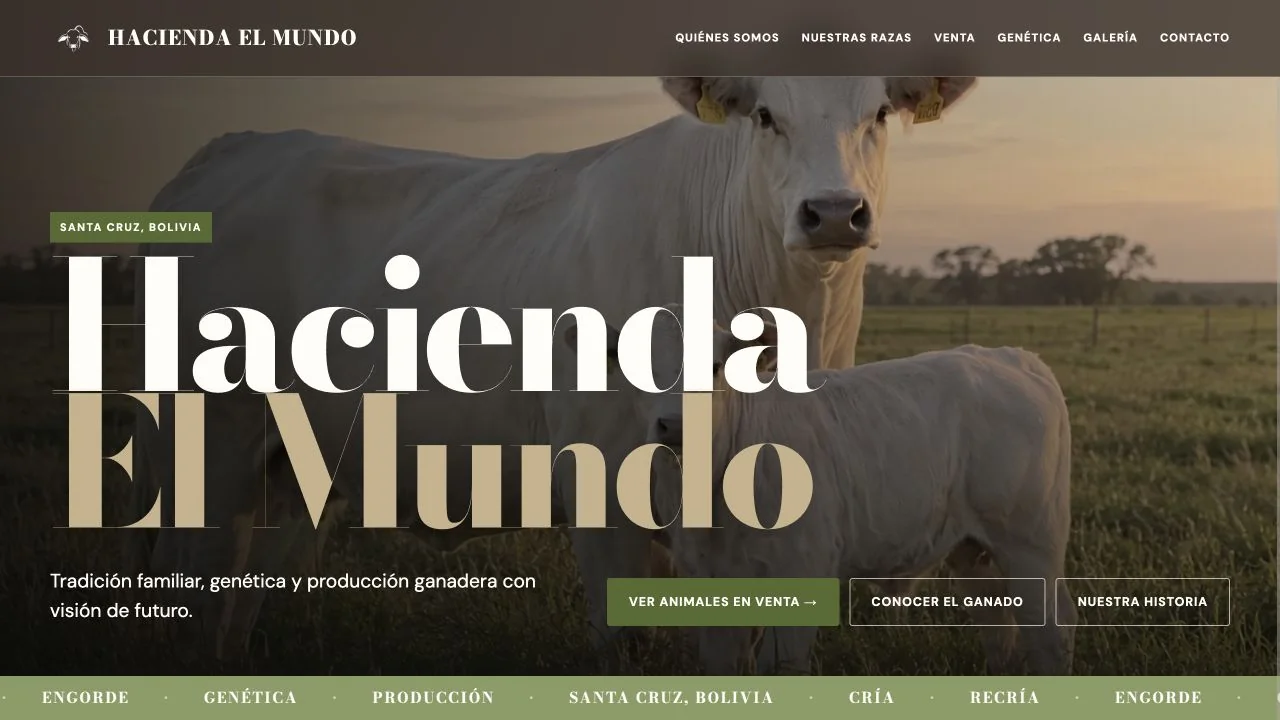 HACIENDA EL MUNDO
QUIÉNES SOMOS NUESTRAS RAZAS VENTA GENÉTICA GALERÍA CONTACTO
SANTA CRUZ, BOLIVIA
Hacienda
El Mundo
Tradición familiar, genética y producción ganadera con
visión de futuro.
VER ANIMALES EN VENTA → CONOCER EL GANADO NUESTRA HISTORIA
· ENGORDE · GENÉTICA · PRODUCCIÓN · SANTA CRUZ, BOLIVIA · CRÍA · RECRÍA · ENGORDE ·